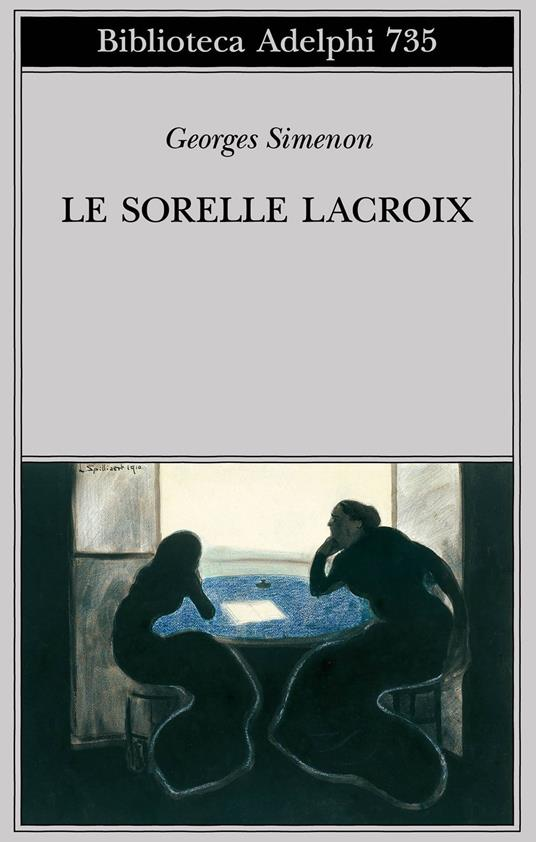 Biblioteca Adelphi 735
Georges Simenon
LE SORELLE LACROIX
L Spilliaert 1910